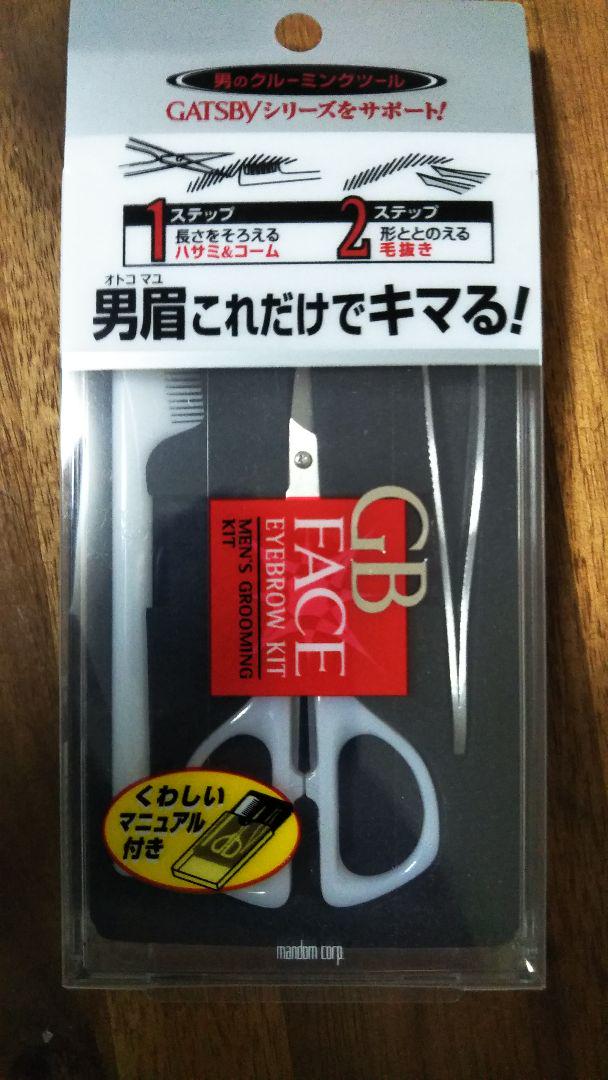 男のグルーミングツール
GATSBYシリーズをサポート!
1 ステップ
長さをそろえる
ハサミ&コーム
2 ステップ
形ととのえる
毛抜き
オトコ マユ
男眉これだけでキマる!
GB
FACE
EYEBROW KIT
MEN'S GROOMING
KIT
くわしい
マニュアル
付き
GB
mandom corp.